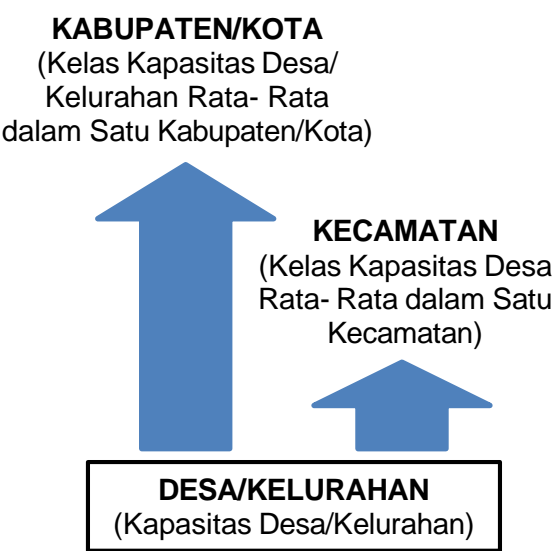 KABUPATEN/KOTA
(Kelas Kapasitas Desa/
Kelurahan Rata- Rata
dalam Satu Kabupaten/Kota)
KECAMATAN
(Kelas Kapasitas Desa
Rata- Rata dalam Satu
Kecamatan)
DESA/KELURAHAN
(Kapasitas Desa/Kelurahan)